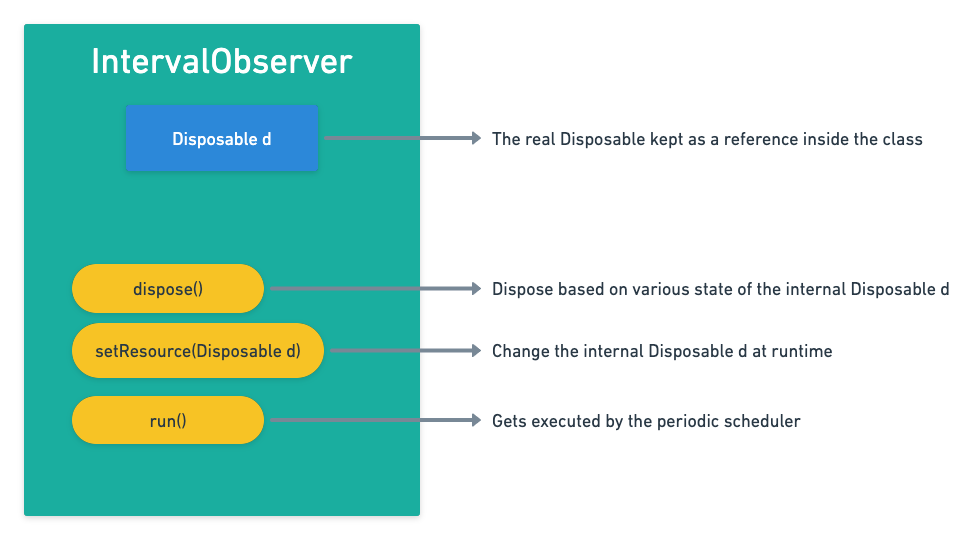 IntervalObserver
Disposable d
The real Disposable kept as a reference inside the class
dispose()
Dispose based on various state of the internal Disposable d
setResource(Disposable d)
Change the internal Disposable d at runtime
run()
Gets executed by the periodic scheduler